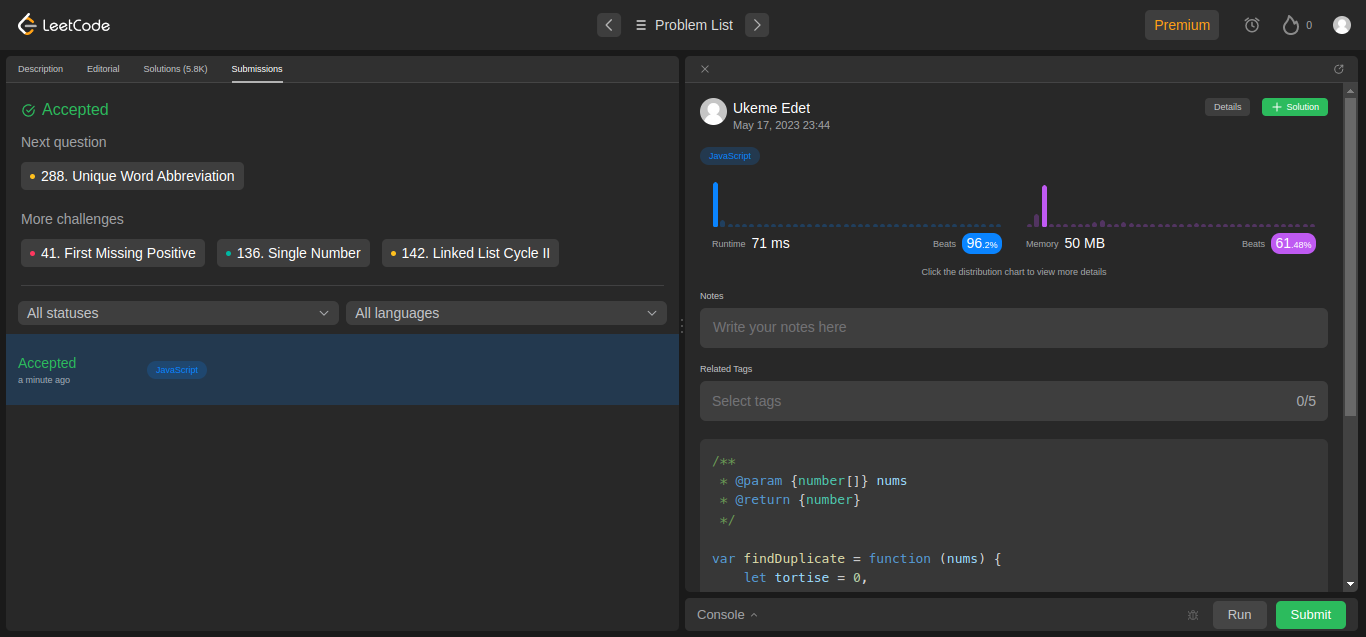 LeetCode
Problem List
Premium
0
Description Editorial Solutions (5.8K) Submissions
Accepted
Next question
288. Unique Word Abbreviation
More challenges
41. First Missing Positive 136. Single Number 142. Linked List Cycle II
All statuses All languages
Accepted
a minute ago
JavaScript
Ukeme Edet
May 17, 2023 23:44
Details
Solution
JavaScript
Runtime 71 ms Beats 96.2%
Memory 50 MB Beats 61.48%
Click the distribution chart to view more details
Notes
Write your notes here
Related Tags
Select tags 0/5
/**
 * @param {number[]} nums
 * @return {number}
 */
var findDuplicate = function (nums) {
    let tortise = 0,
Console
Run
Submit